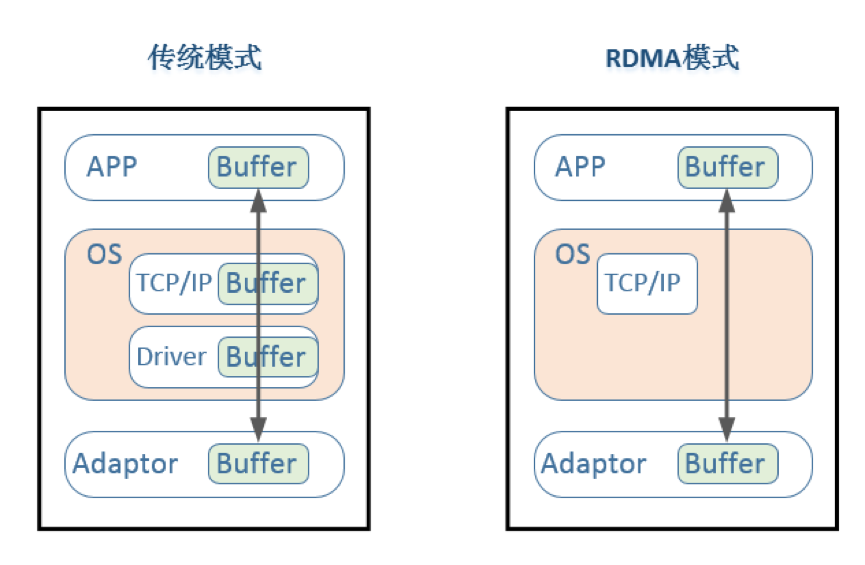 传统模式
APP
Buffer
OS
TCP/IP
Buffer
Driver
Buffer
Adaptor
Buffer
RDMA模式
APP
Buffer
OS
TCP/IP
Adaptor
Buffer